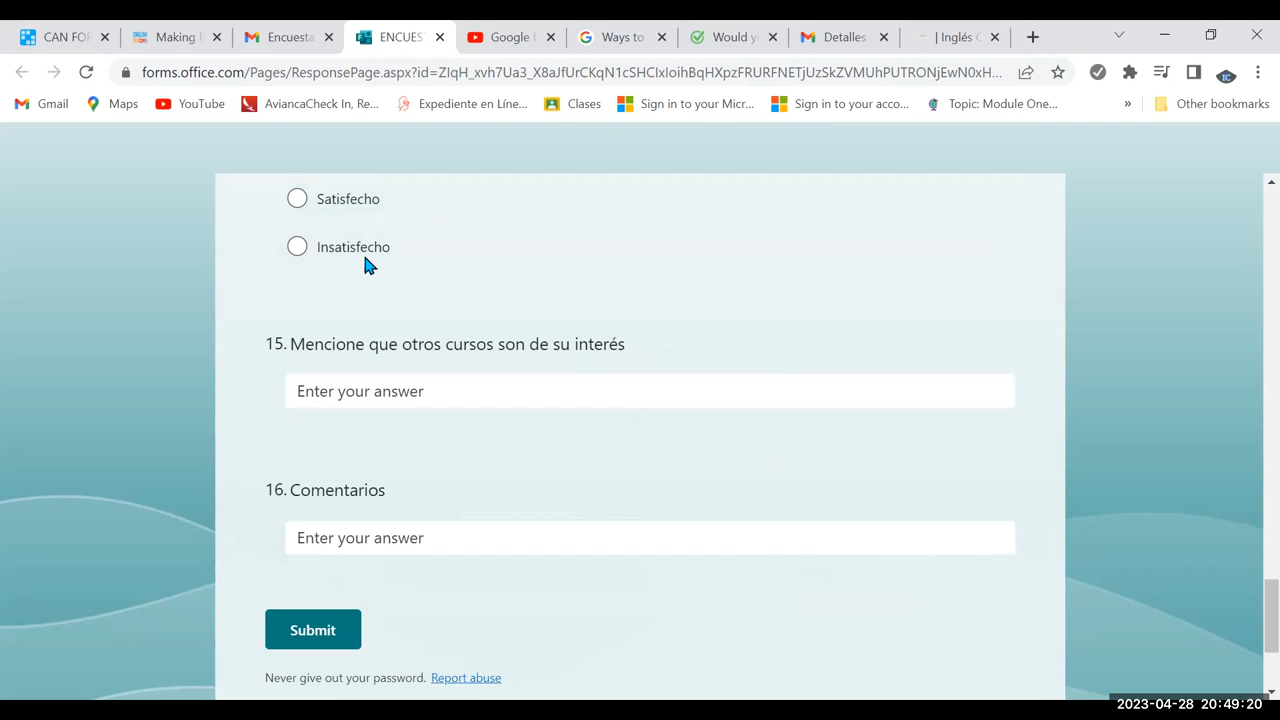 CAN FOR
Making F
Encuesta
ENCUES
Google
Ways to
Would y
Detalles
| Inglés C
forms.office.com/Pages/ResponsePage.aspx?id=
Gmail
Maps
YouTube
AviancaCheck In, Re...
Expediente en Líne...
Clases
Sign in to your Micr...
Sign in to your acco...
Topic: Module One...
»
Other bookmarks
Satisfecho
Insatisfecho
15. Mencione que otros cursos son de su interés
Enter your answer
16. Comentarios
Enter your answer
Submit
Never give out your password. Report abuse
2023-04-28 20:49:20